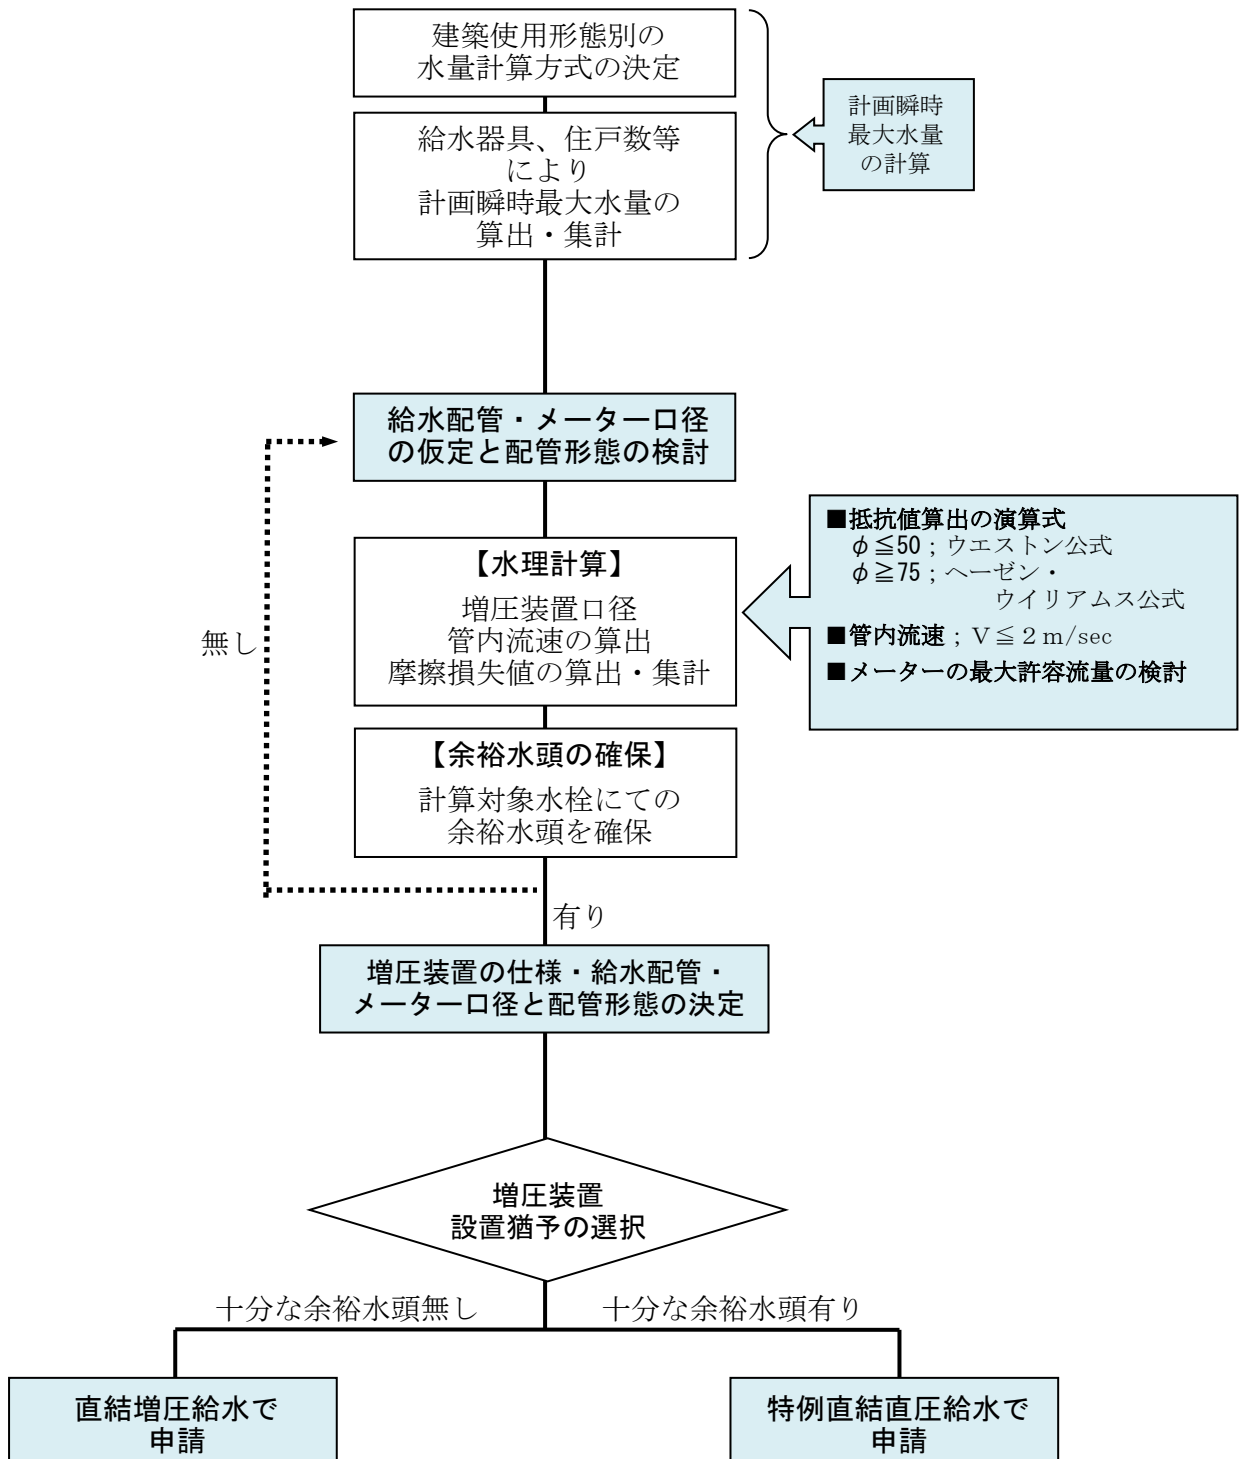 建築使用形態別の
水量計算方式の決定
計画瞬時
最大水量
の計算
給水器具、住戸数等
により
計画瞬時最大水量の
算出・集計
給水配管・メーター口径
の仮定と配管形態の検討
■抵抗値算出の演算式
φ≦50；ウエストン公式
φ≧75；ヘーゼン・
ウイリアムス公式
■管内流速；Ｖ≦２m/sec
■メーターの最大許容流量の検討
【水理計算】
増圧装置口径
管内流速の算出
摩擦損失値の算出・集計
無し
【余裕水頭の確保】
計算対象水栓にての
余裕水頭を確保
有り
増圧装置の仕様・給水配管・
メーター口径と配管形態の決定
増圧装置
設置猶予の選択
十分な余裕水頭無し
十分な余裕水頭有り
直結増圧給水で
申請
特例直結直圧給水で
申請